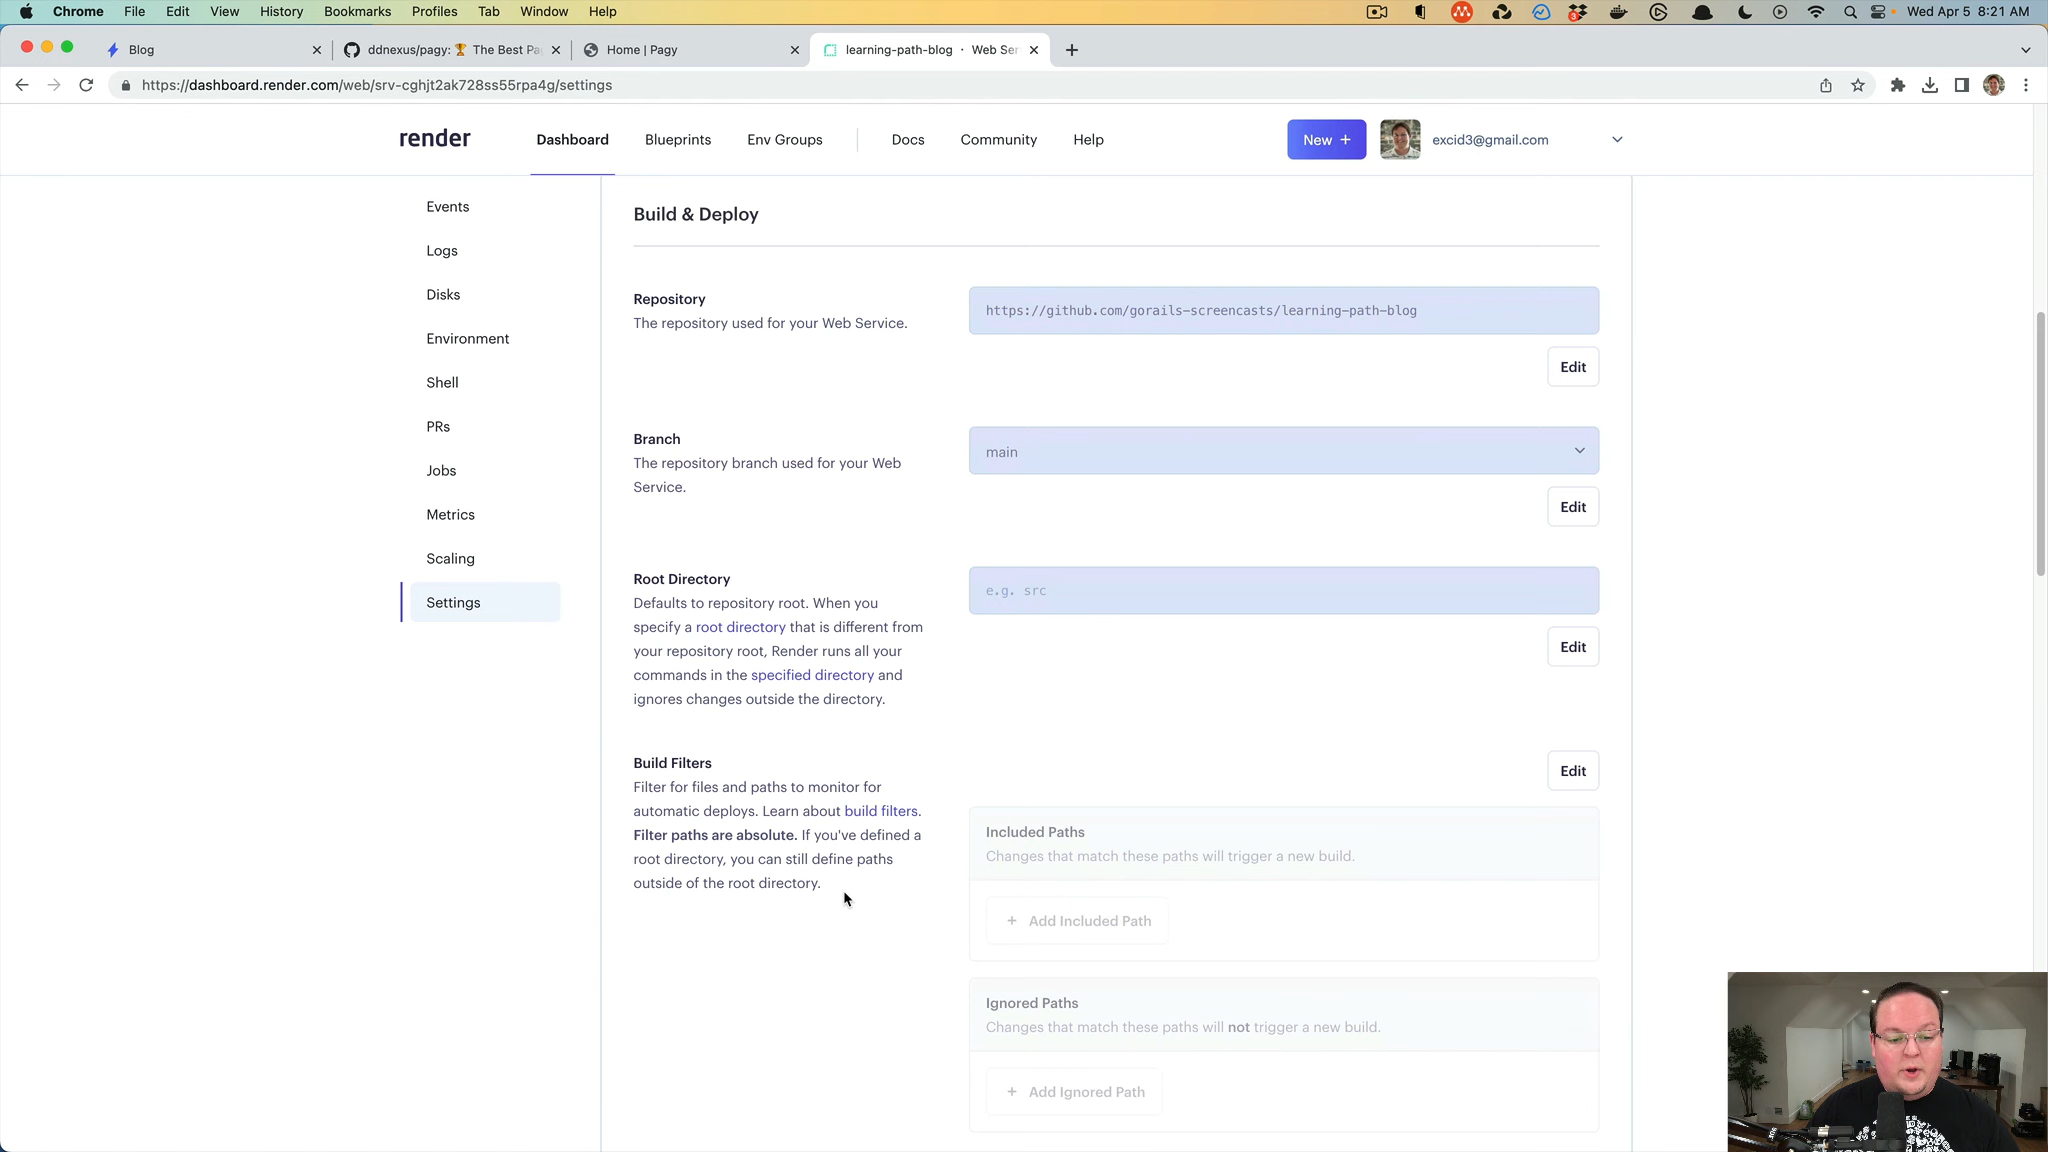 Chrome File Edit View History Bookmarks Profiles Tab Window Help
3
Wed Apr 5 8:21 AM
Blog
ddnexus/pagy: 🏆 The Best Pa
Home | Pagy
learning-path-blog · Web Ser
https://dashboard.render.com/web/srv-cghjt2ak728ss55rpa4g/settings
render
Dashboard Blueprints Env Groups Docs Community Help
New +
excid3@gmail.com
Events
Logs
Disks
Environment
Shell
PRs
Jobs
Metrics
Scaling
Settings
Build & Deploy
Repository
The repository used for your Web Service.
https://github.com/gorails-screencasts/learning-path-blog
Edit
Branch
The repository branch used for your Web
Service.
main
Edit
Root Directory
Defaults to repository root. When you
specify a root directory that is different from
your repository root, Render runs all your
commands in the specified directory and
ignores changes outside the directory.
e.g. src
Edit
Build Filters
Filter for files and paths to monitor for
automatic deploys. Learn about build filters.
Filter paths are absolute. If you've defined a
root directory, you can still define paths
outside of the root directory.
Edit
Included Paths
Changes that match these paths will trigger a new build.
+ Add Included Path
Ignored Paths
Changes that match these paths will not trigger a new build.
+ Add Ignored Path